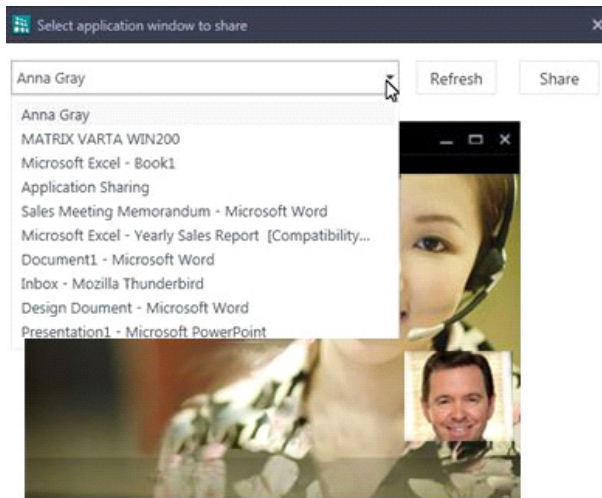 Select application window to share
Anna Gray
Refresh
Share
Anna Gray
MATRIX VARTA WIN200
Microsoft Excel - Book1
Application Sharing
Sales Meeting Memorandum - Microsoft Word
Microsoft Excel - Yearly Sales Report [Compatibility...
Document1 - Microsoft Word
Inbox - Mozilla Thunderbird
Design Doument - Microsoft Word
Presentation1 - Microsoft PowerPoint